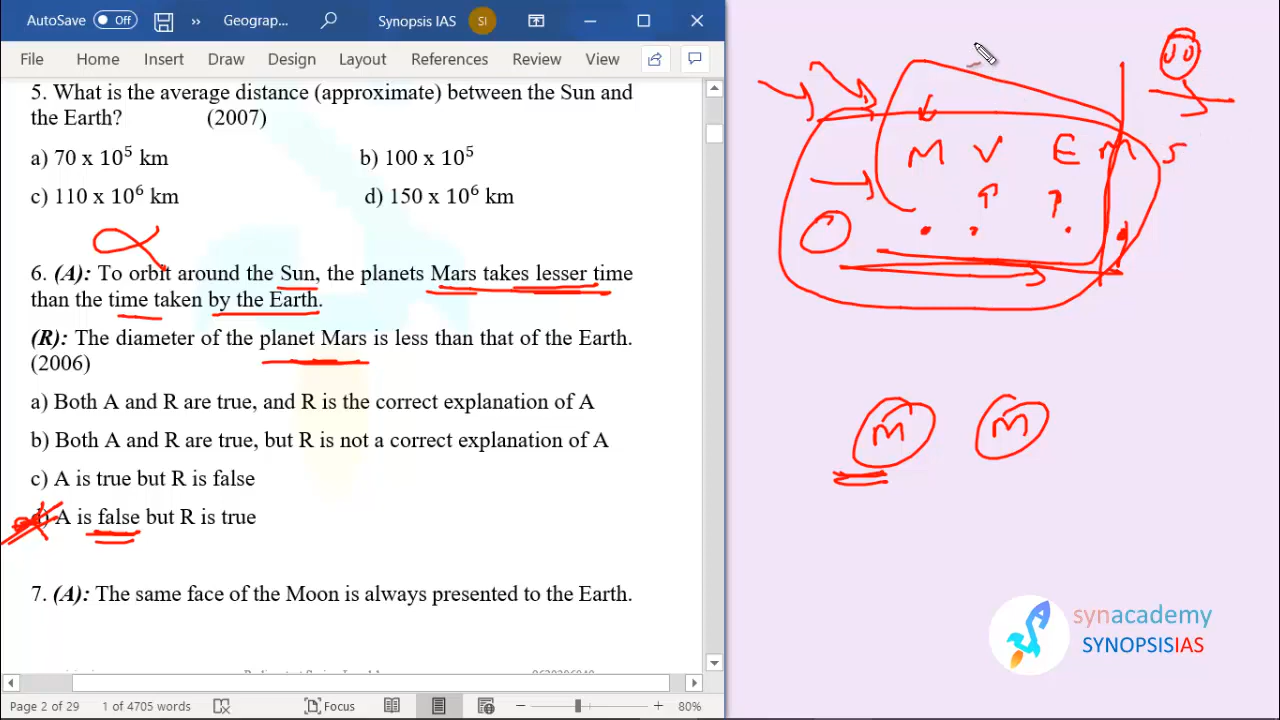 AutoSave Off Geograp... Synopsis IAS SI
File Home Insert Draw Design Layout References Review View
5. What is the average distance (approximate) between the Sun and
the Earth? (2007)
a) 70 x 10⁵ km b) 100 x 10⁵
c) 110 x 10⁶ km d) 150 x 10⁶ km
6. (A): To orbit around the Sun, the planets Mars takes lesser time
than the time taken by the Earth.
(R): The diameter of the planet Mars is less than that of the Earth.
(2006)
a) Both A and R are true, and R is the correct explanation of A
b) Both A and R are true, but R is not a correct explanation of A
c) A is true but R is false
d) A is false but R is true
7. (A): The same face of the Moon is always presented to the Earth.
Page 2 of 29 1 of 4705 words Focus 80%
M V E M S
M M
synacademy
SYNOPSISIAS